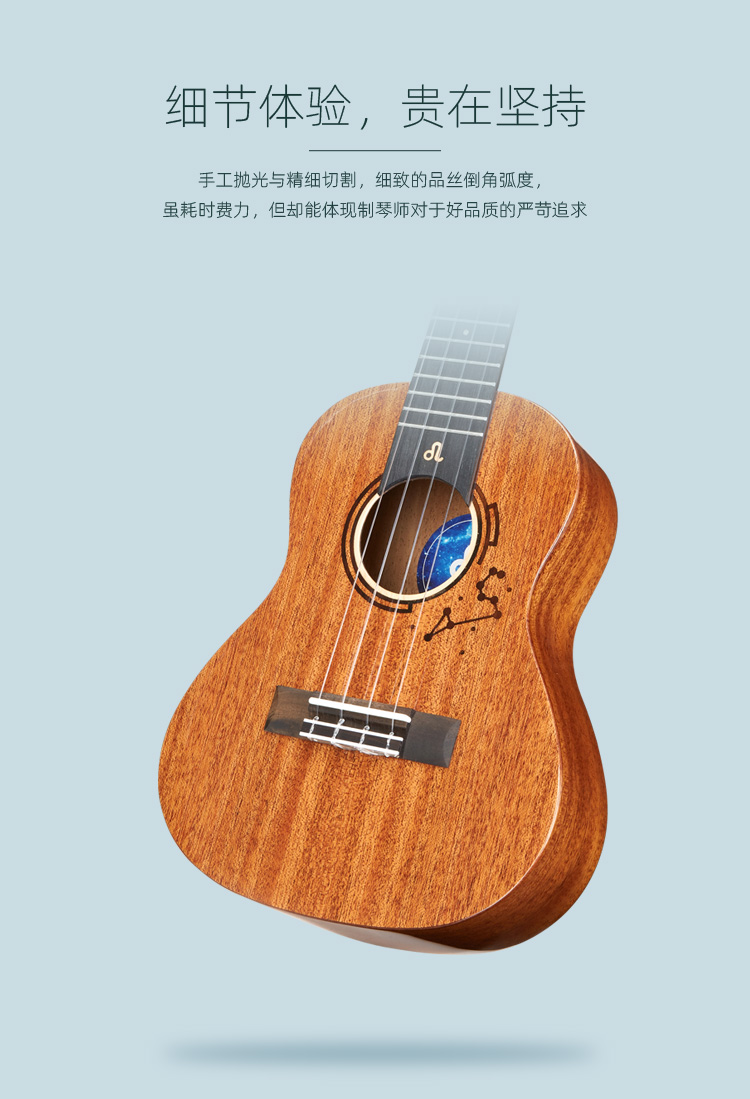 细节体验，贵在坚持
手工抛光与精细切割，细致的品丝倒角弧度，
虽耗时费力，但却能体现制琴师对于好品质的严苛追求